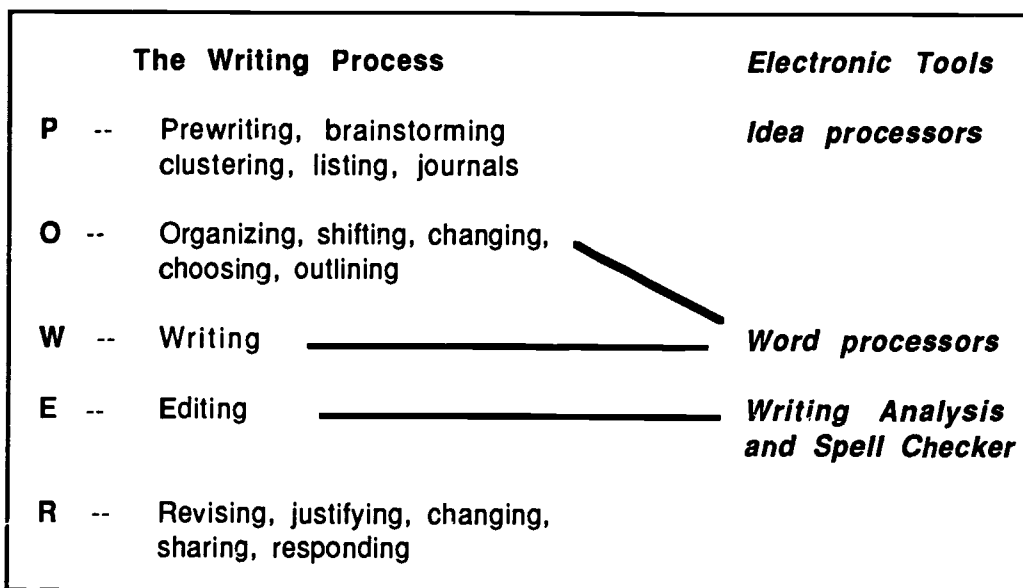 The Writing Process Electronic Tools
P -- Prewriting, brainstorming Idea processors
clustering, listing, journals
O -- Organizing, shifting, changing,
choosing, outlining
W -- Writing Word processors
E -- Editing Writing Analysis
and Spell Checker
R -- Revising, justifying, changing,
sharing, responding